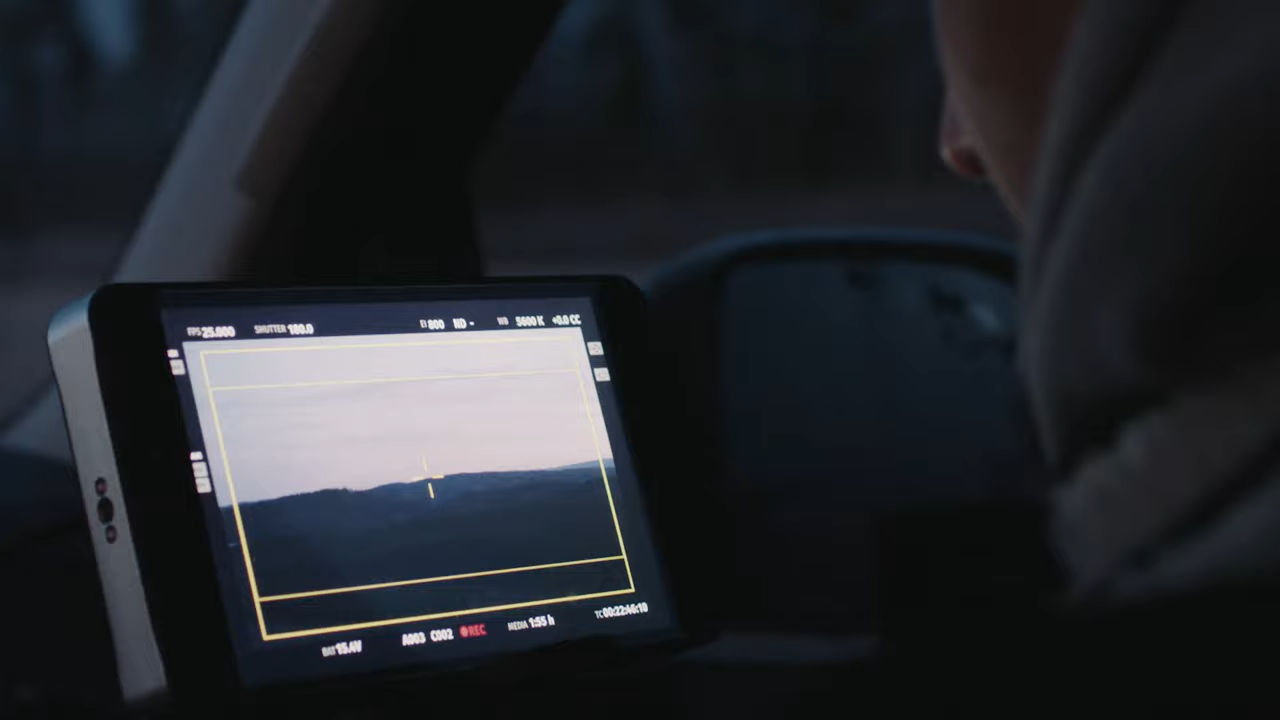 FPS 25.000 SHUTTER 180.0 EI 800 ND - WB 5600 K +0.0 CC
BAT 15.4V A003 C002 REC MEDIA 1:55 h TC 00:22:46:10